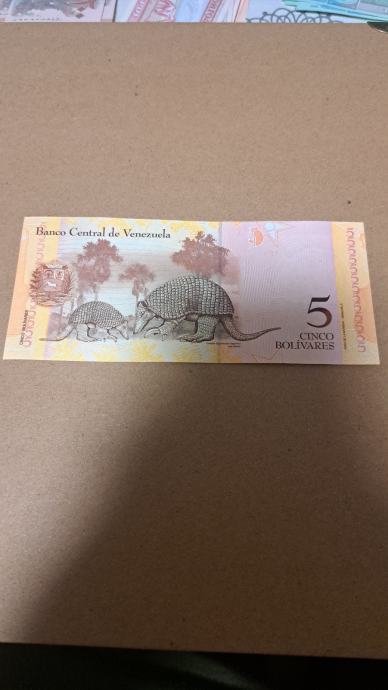 Banco Central de Venezuela
5
CINCO
BOLÍVARES